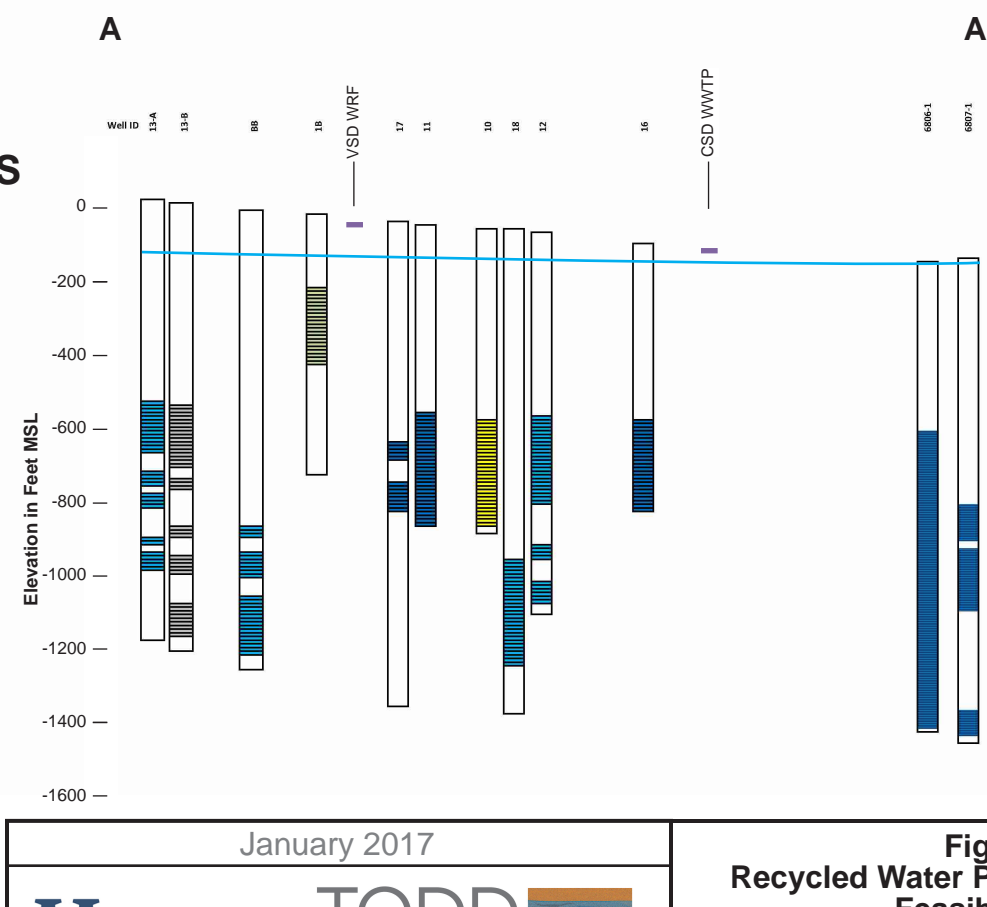 A A
VSD WRF
CSD WWTP
Well ID 13-A 13-B BB 1B 17 11 10 18 12 16 6806-1 6807-1
S
0
-200
-400
-600
-800
-1000
-1200
-1400
-1600
Elevation in Feet MSL
January 2017
TODD
Fig
Recycled Water P
Feasib